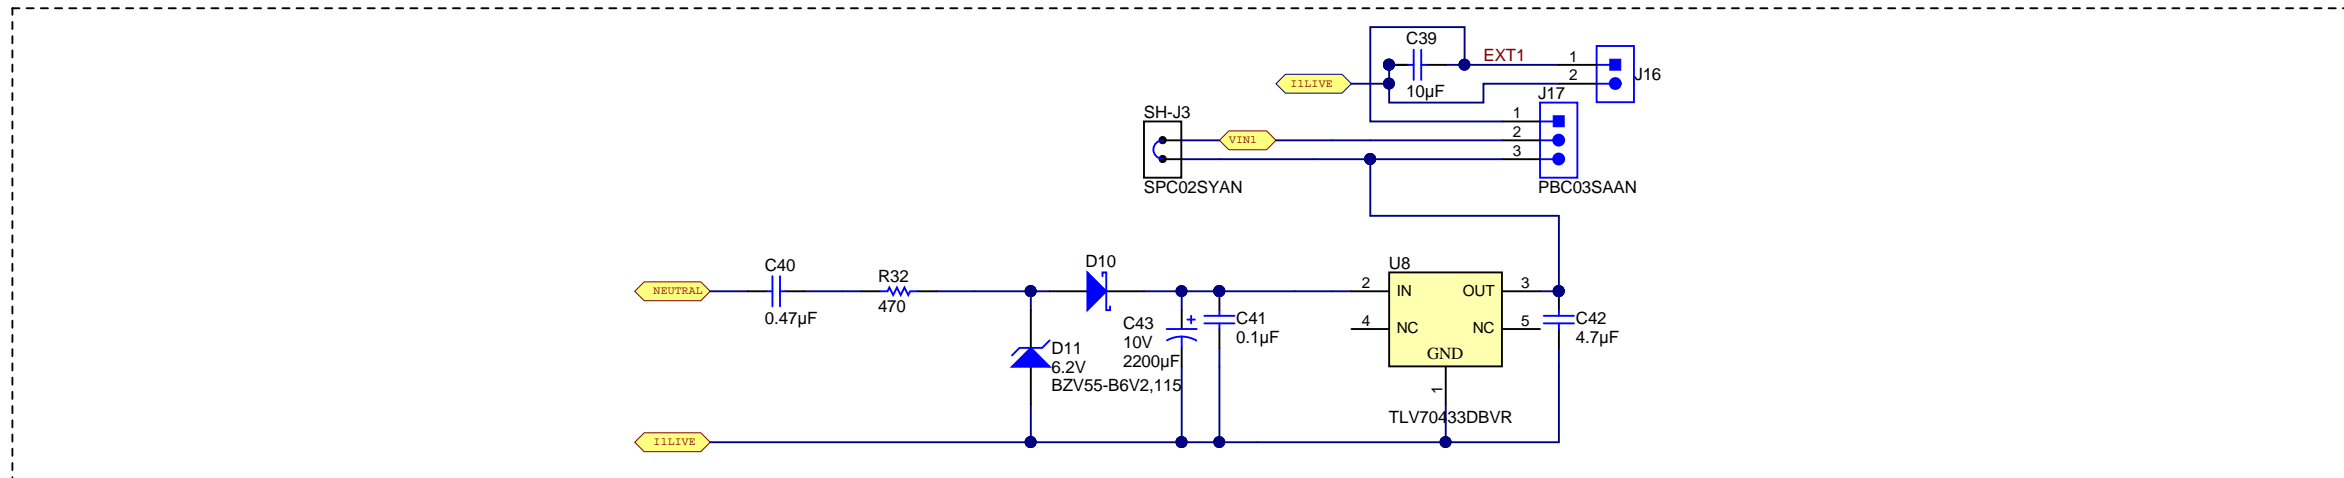 C39
EXT1
1
J16
I1LIVE
2
10µF
J17
SH-J3
1
VIN1
2
3
SPC02SYAN
PBC03SAAN
D10
U8
C40
R32
NEUTRAL
2
IN
OUT
3
470
0.47µF
C43
+
C41
4
NC
NC
5
C42
10V
0.1µF
4.7µF
D11
GND
6.2V
2200µF
BZV55-B6V2,115
1
TLV70433DBVR
I1LIVE